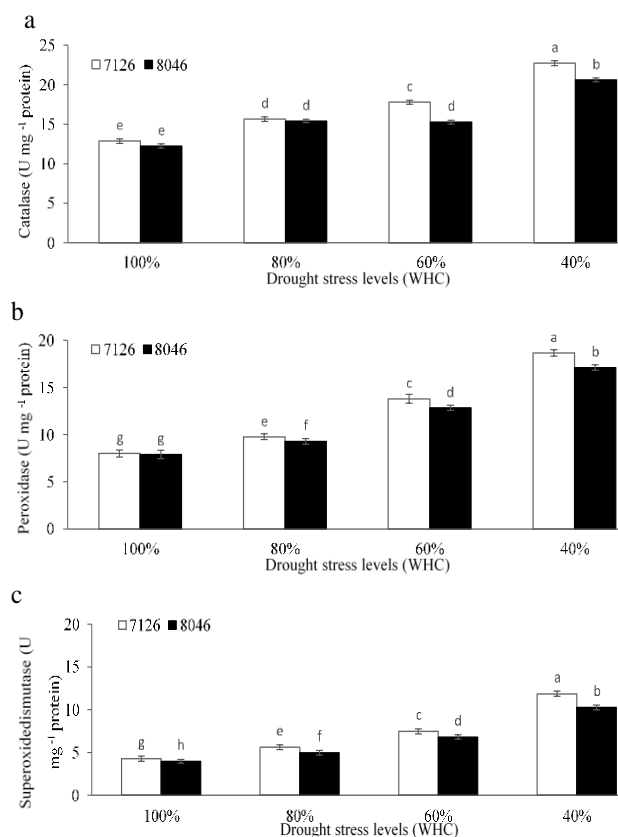 a
7126 8046
Catalase (U mg ⁻¹ protein)
25
20
15
10
5
0
e e d d c d a b
100% 80% 60% 40%
Drought stress levels (WHC)
b
7126 8046
Peroxidase (U mg ⁻¹ protein)
20
15
10
5
0
g g e f c d a b
100% 80% 60% 40%
Drought stress levels (WHC)
c
7126 8046
Superoxidedismutase (U
mg ⁻¹ protein)
20
15
10
5
0
g h e f c d a b
100% 80% 60% 40%
Drought stress levels (WHC)